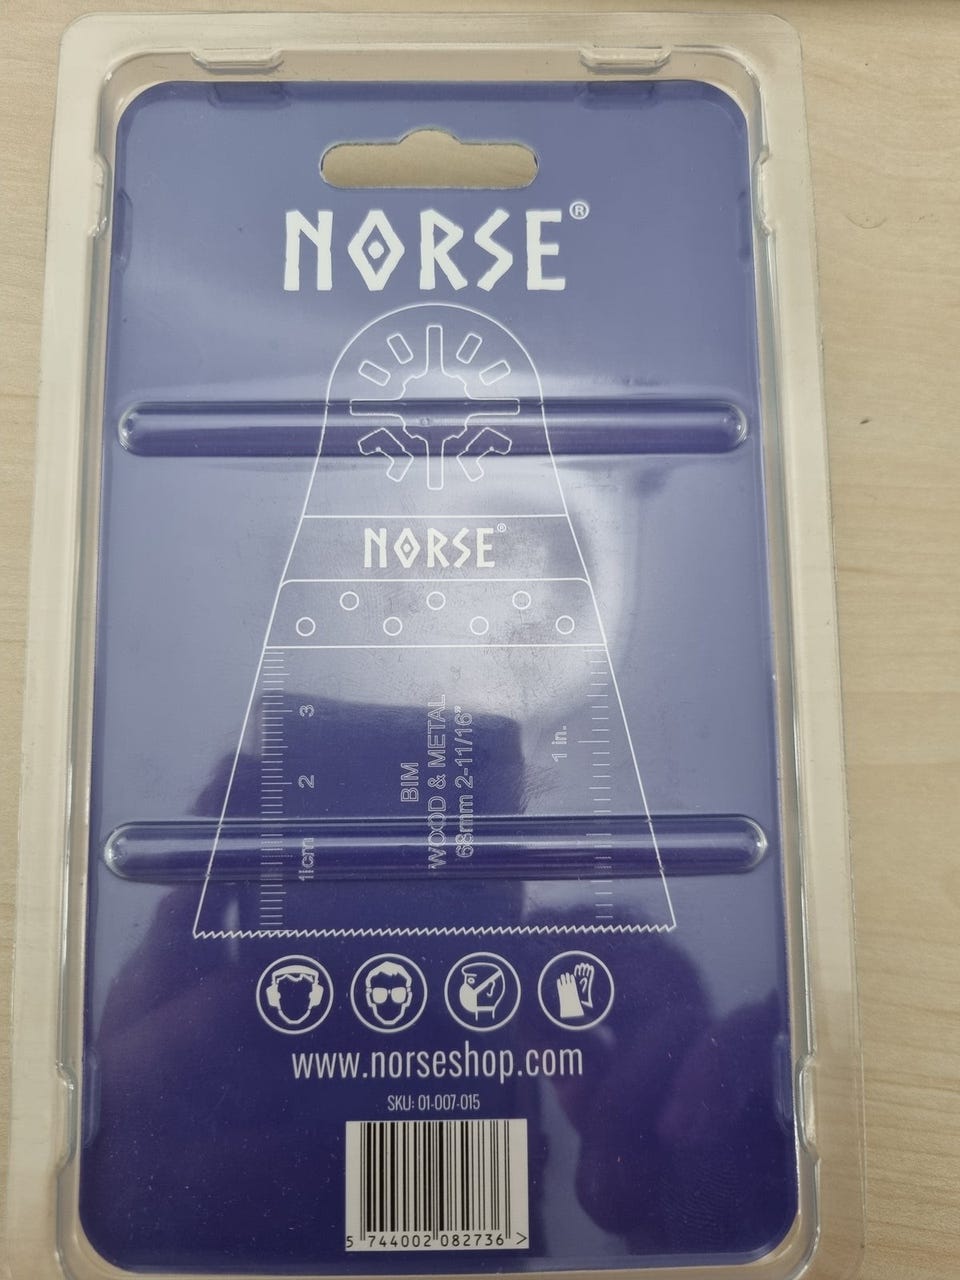 NORSE®
NORSE®
3
2
1cm
BIM
WOOD & METAL
68mm 2-11/16"
1 in.
www.norseshop.com
SKU: 01-007-015
5 744002 082736 >